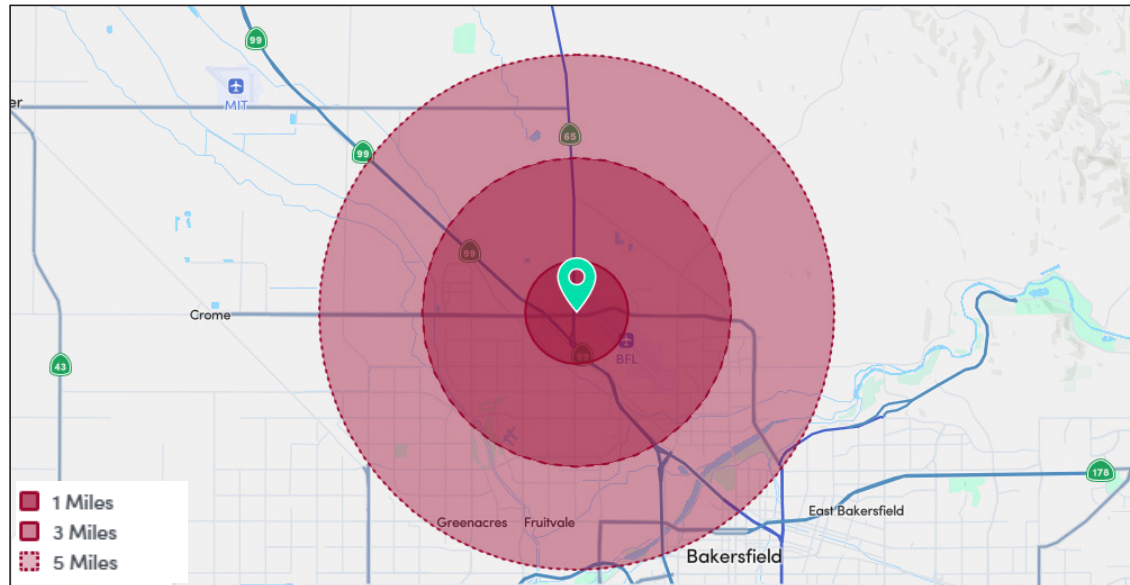 99
MIT
er
65
99
99
Crome
99
BFL
43
178
1 Miles
3 Miles
5 Miles
Greenacres
Fruitvale
East Bakersfield
Bakersfield